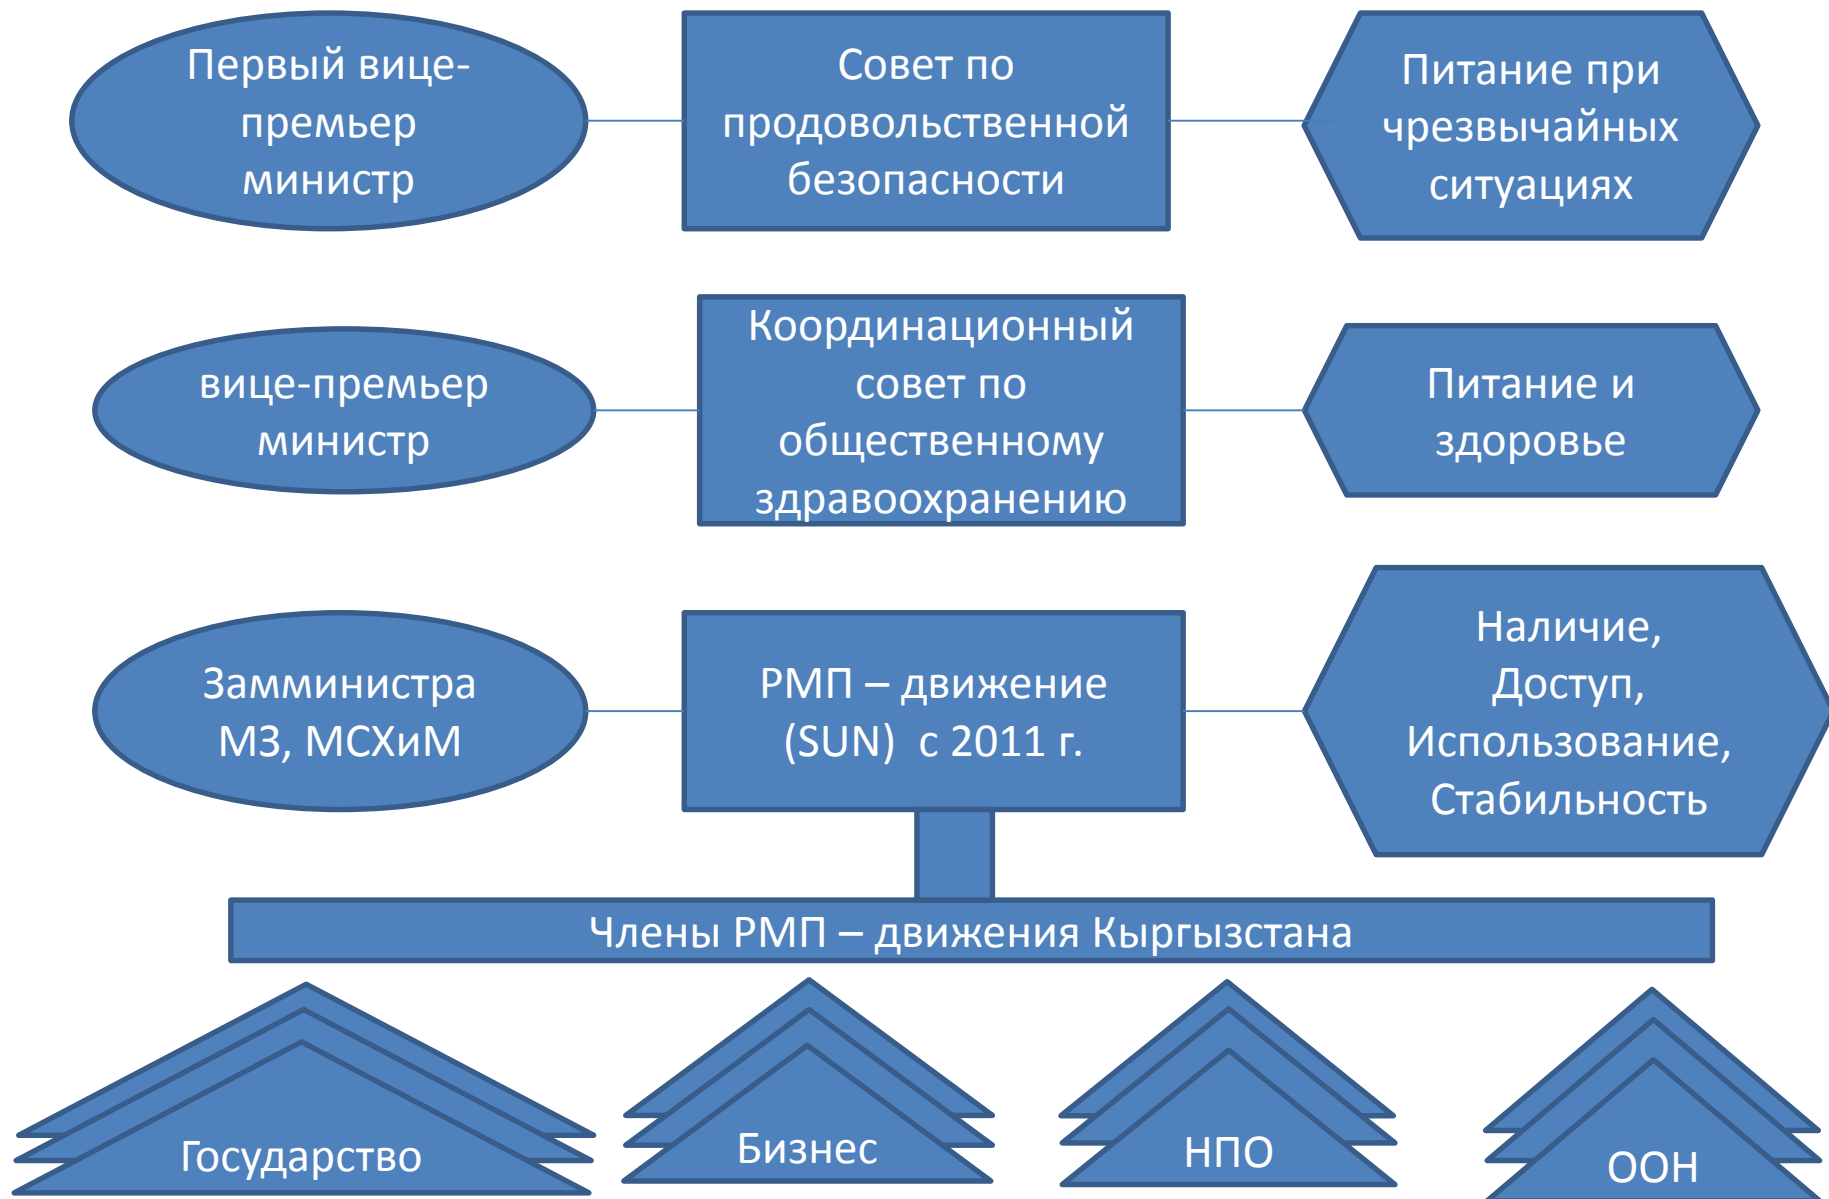 Первый вице-
премьер
министр
Совет по
продовольственной
безопасности
Питание при
чрезвычайных
ситуациях
вице-премьер
министр
Координационный
совет по
общественному
здравоохранению
Питание и
здоровье
Замминистра
МЗ, МСХиМ
РМП – движение
(SUN)  с 2011 г.
Наличие,
Доступ,
Использование,
Стабильность
Члены РМП – движения Кыргызстана
Государство
Бизнес
НПО
ООН